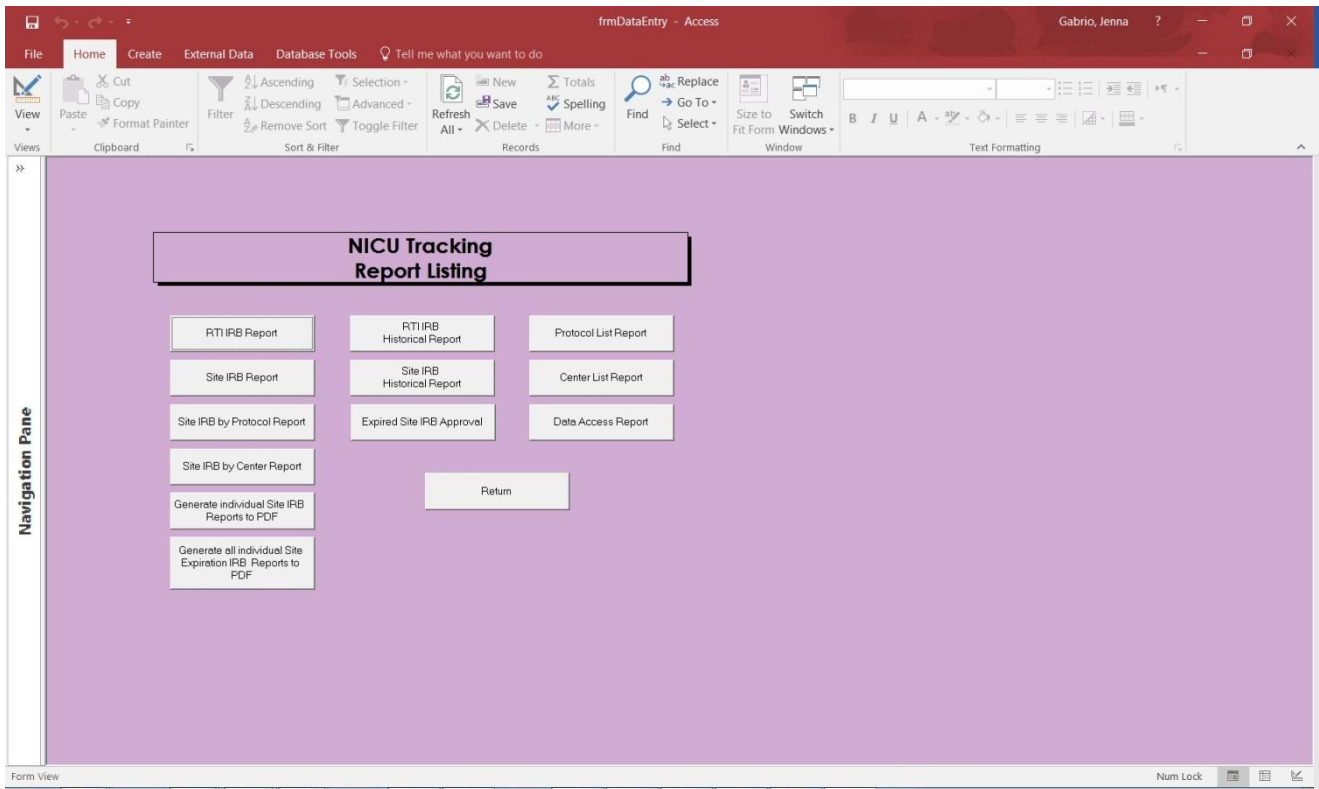 frmDataEntry - Access
Gabrio, Jenna ?
File Home Create External Data Database Tools Tell me what you want to do
View
Views
Paste
Cut
Copy
Format Painter
Clipboard
Filter
Ascending
Descending
Remove Sort
Selection
Advanced
Toggle Filter
Sort & Filter
Refresh
All
New
Save
Delete
Totals
Spelling
More
Records
Find
Replace
Go To
Select
Find
Size to
Fit Form
Switch
Windows
Window
B I U A
Text Formatting
Navigation Pane
NICU Tracking
Report Listing
RTI IRB Report
RTI IRB
Historical Report
Protocol List Report
Site IRB Report
Site IRB
Historical Report
Center List Report
Site IRB by Protocol Report
Expired Site IRB Approval
Data Access Report
Site IRB by Center Report
Return
Generate individual Site IRB
Reports to PDF
Generate all individual Site
Expiration IRB Reports to
PDF
Form View
Num Lock